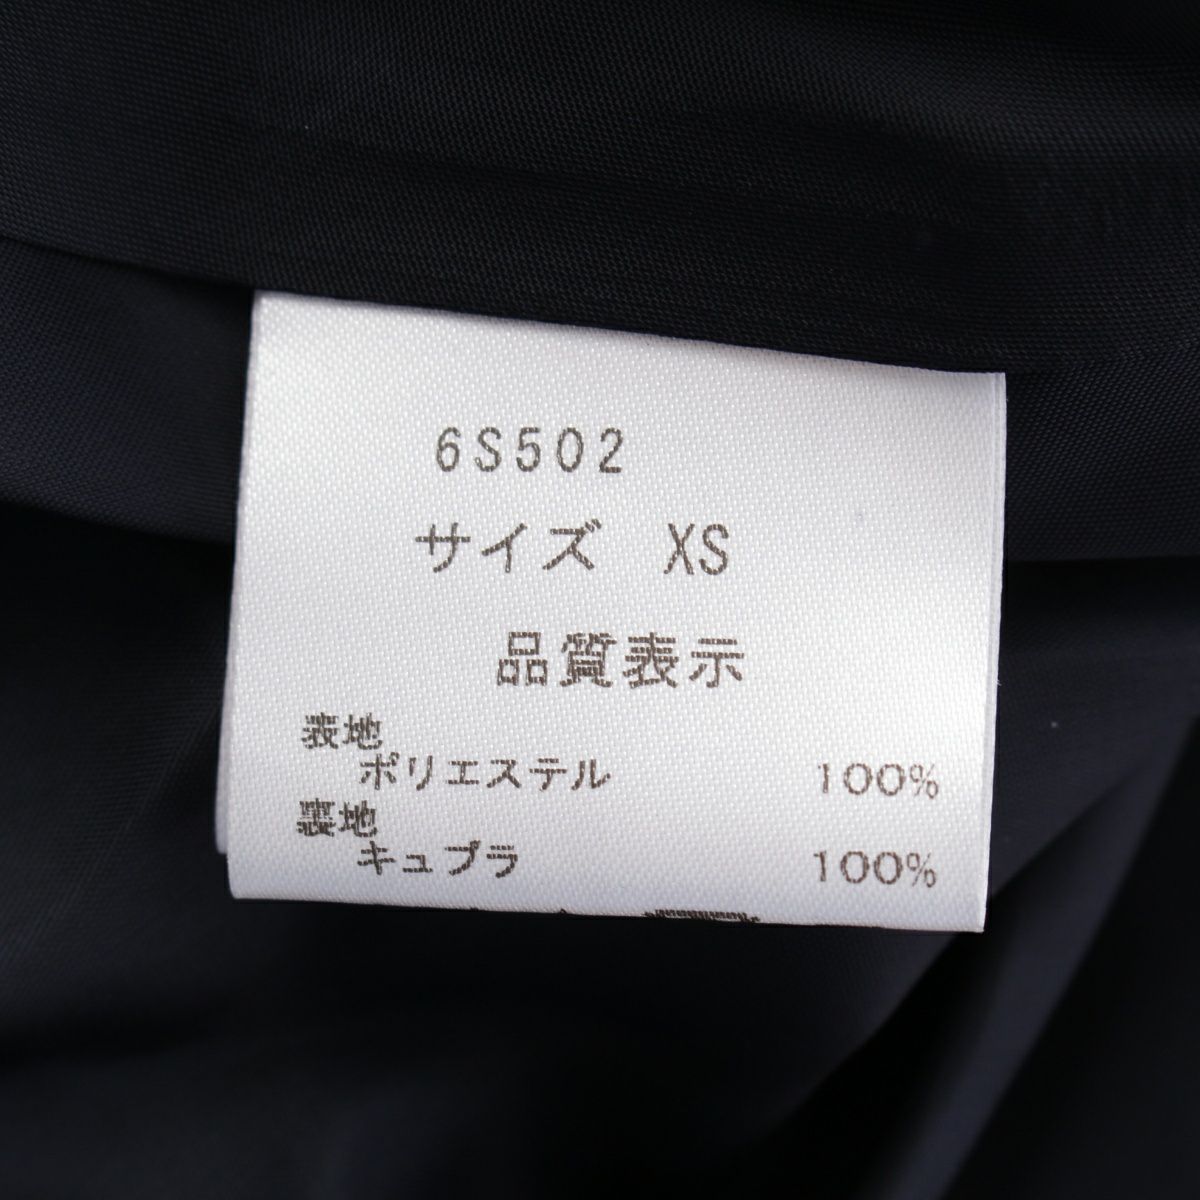 6S502
サイズ XS
品質表示
表地
ポリエステル 100%
裏地
キュプラ 100%